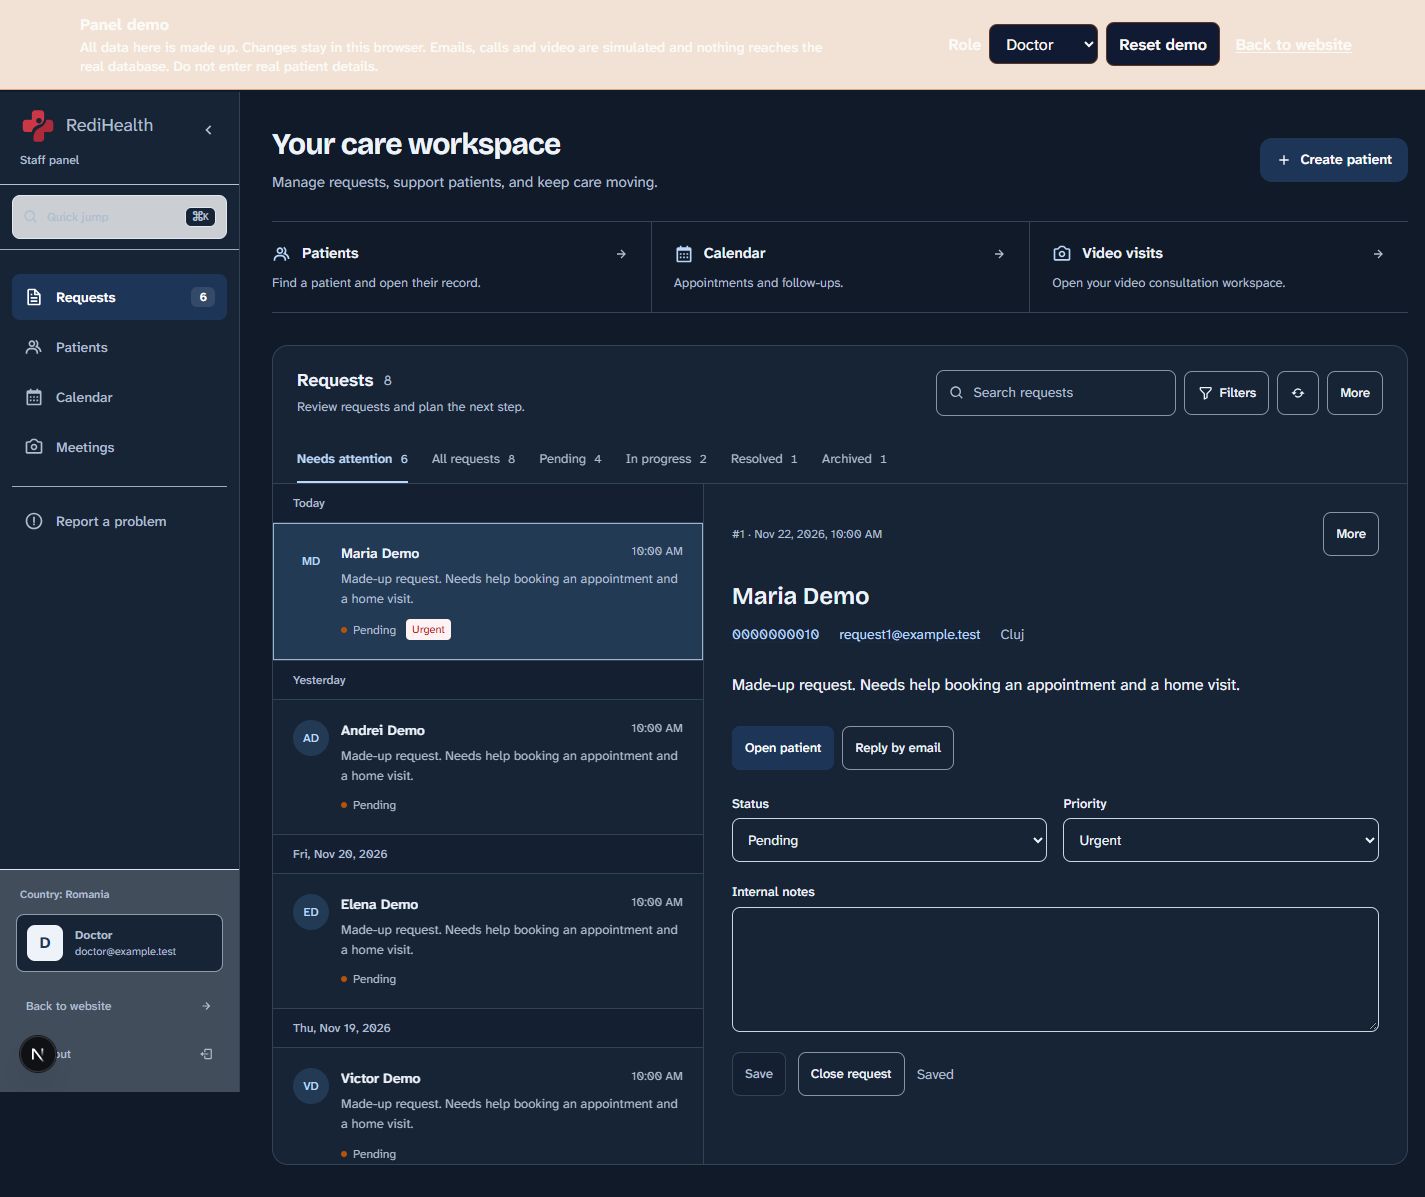 Panel demo
All data here is made up. Changes stay in this browser. Emails, calls and video are simulated and nothing reaches the
real database. Do not enter real patient details.
Role
Doctor
Reset demo
Back to website
RediHealth
Staff panel
Quick jump
⌘K
Requests 6
Patients
Calendar
Meetings
Report a problem
Country: Romania
D
Doctor
doctor@example.test
Back to website
N
out
Your care workspace
Manage requests, support patients, and keep care moving.
+ Create patient
Patients
Find a patient and open their record.
Calendar
Appointments and follow-ups.
Video visits
Open your video consultation workspace.
Requests 8
Review requests and plan the next step.
Search requests
Filters
More
Needs attention 6
All requests 8
Pending 4
In progress 2
Resolved 1
Archived 1
Today
MD
Maria Demo
10:00 AM
Made-up request. Needs help booking an appointment and
a home visit.
Pending
Urgent
Yesterday
AD
Andrei Demo
10:00 AM
Made-up request. Needs help booking an appointment and
a home visit.
Pending
Fri, Nov 20, 2026
ED
Elena Demo
10:00 AM
Made-up request. Needs help booking an appointment and
a home visit.
Pending
Thu, Nov 19, 2026
VD
Victor Demo
10:00 AM
Made-up request. Needs help booking an appointment and
a home visit.
Pending
#1 · Nov 22, 2026, 10:00 AM
More
Maria Demo
0000000010
request1@example.test
Cluj
Made-up request. Needs help booking an appointment and a home visit.
Open patient
Reply by email
Status
Pending
Priority
Urgent
Internal notes
Save
Close request
Saved